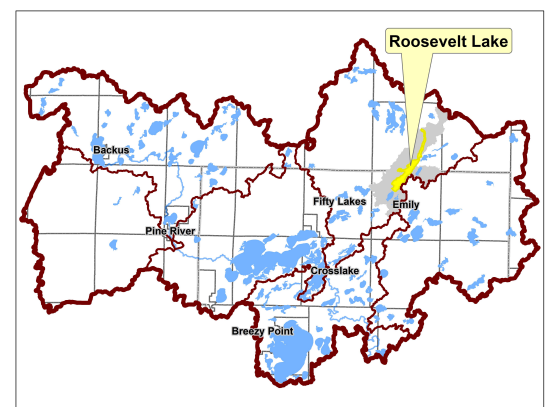 Roosevelt Lake
Backus
Fifty Lakes
Emily
Pine River
Crosslake
Breezy Point